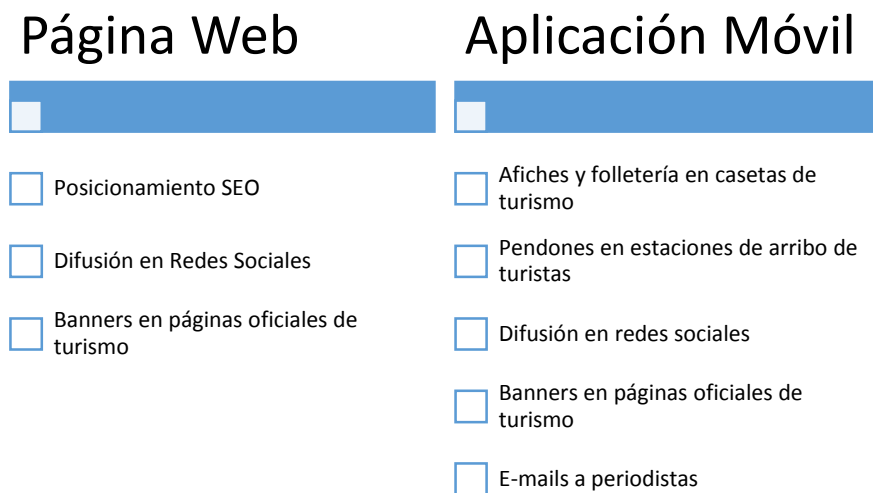 Página Web
Posicionamiento SEO
Difusión en Redes Sociales
Banners en páginas oficiales de
turismo
Aplicación Móvil
Afiches y folletería en casetas de
turismo
Pendones en estaciones de arribo de
turistas
Difusión en redes sociales
Banners en páginas oficiales de
turismo
E-mails a periodistas